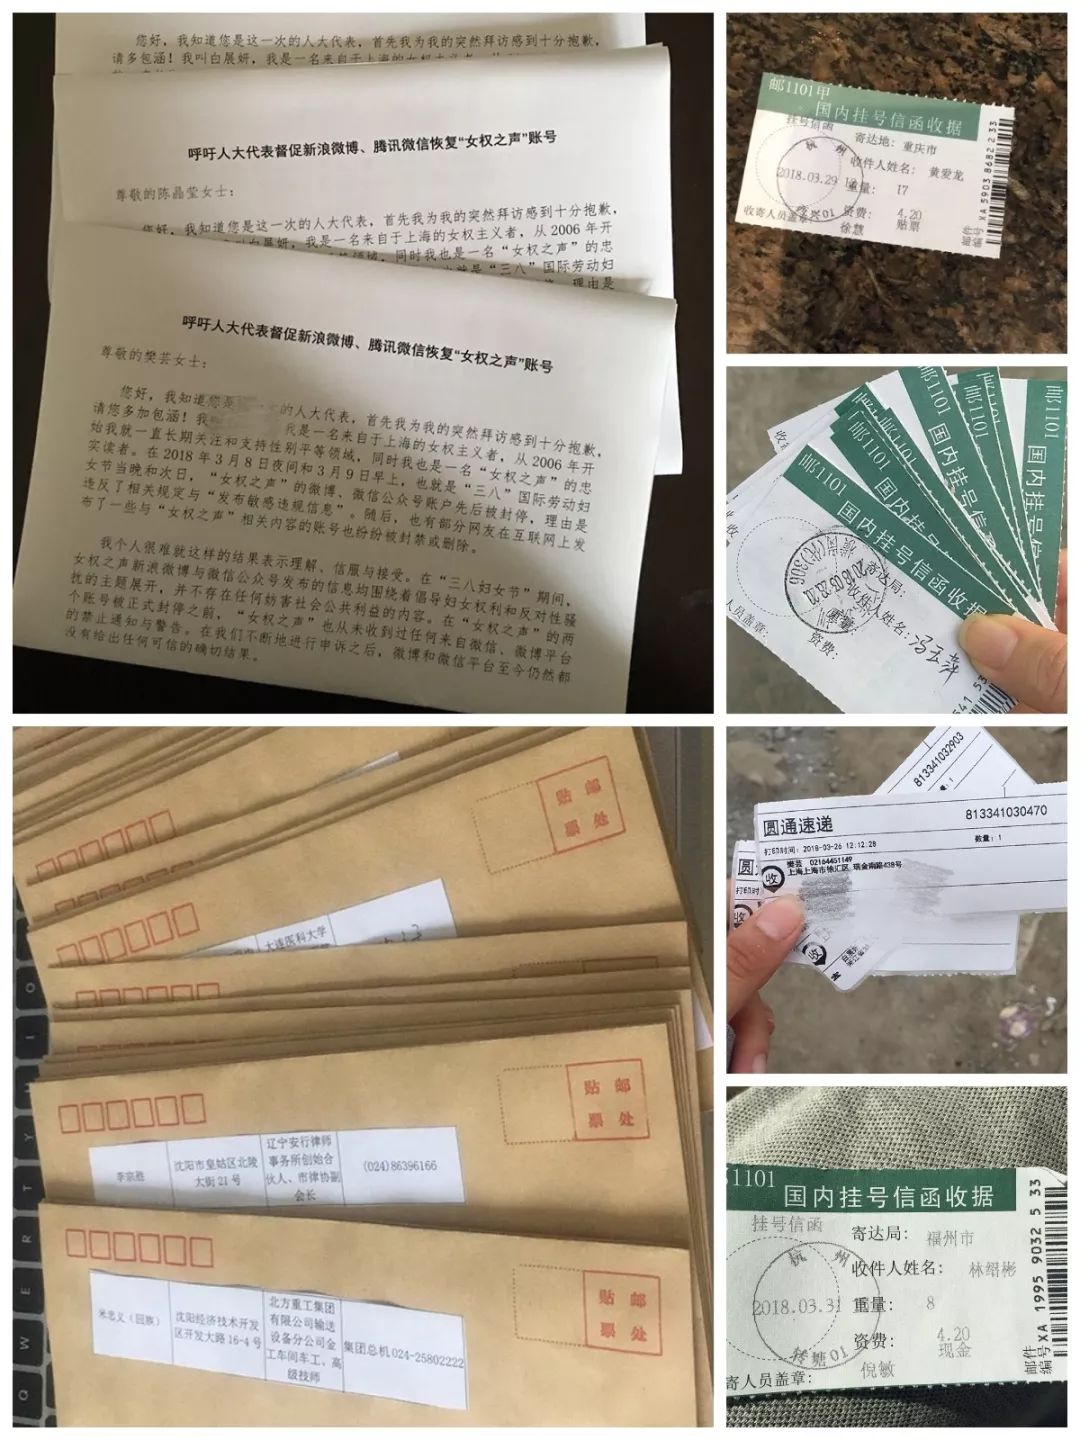 您好，我知道您是这一次的人大代表，首先我为我的突然拜访感到十分抱歉，
请多包涵！我叫白展妍，我是一名来自于上海的女权主义者，从
呼吁人大代表督促新浪微博、腾讯微信恢复“女权之声”账号
尊敬的陈晶莹女士：
您好，我知道您是这一次的人大代表，首先我为我的突然拜访感到十分抱歉，
我是一名来自于上海的女权主义者，从 2006 年开
同时我也是一名“女权之声”的忠
也就是“三八”国际劳动妇
理由是
呼吁人大代表督促新浪微博、腾讯微信恢复“女权之声”账号
尊敬的樊芸女士：
您好，我知道您是
的人大代表，首先我为我的突然拜访感到十分抱歉，
请您多加包涵！我
我是一名来自于上海的女权主义者，从 2006 年开
始我就一直长期关注和支持性别平等领域，同时我也是一名“女权之声”的忠
实读者。在 2018 年 3 月 8 日夜间和 3 月 9 日早上，也就是“三八”国际劳动妇
女节当晚和次日，“女权之声”的微博、微信公众号账户先后被封停，理由是
违反了相关规定与“发布敏感违规信息”。随后，也有部分网友在互联网上发
布了一些与“女权之声”相关内容的账号也纷纷被封禁或删除。
我个人很难就这样的结果表示理解、信服与接受。在“三八妇女节”期间，
女权之声新浪微博与微信公众号发布的信息均围绕着倡导妇女权利和反对性骚
扰的主题展开，并不存在任何妨害社会公共利益的内容。在“女权之声”的两
个账号被正式封停之前，“女权之声”也从未收到过任何来自微信、微博平台
的禁止通知与警告。在我们不断地进行申诉之后，微博和微信平台至今仍然都
没有给出任何可信的确切结果。
邮1101甲
国内挂号信函收据
挂号信函
寄达地：重庆市
杭 州
收件人姓名：黄爱龙
2018.03.29
重量：17
资费：4.20
贴票
收寄人员盖章：徐慧
邮件编号 XA 5903 8682 2 33
邮1101
国内挂号信
邮1101
国内挂
邮1101
国内挂号信函收据
寄达局：
收件人姓名：冯玉萍
资费：
人员盖章：
813341032903
圆通速递
813341030470
打印时间：2018-03-26 12:12:28
数量：1
收
樊芸 02164451149
上海上海市徐汇区 瑞金南路438号
1101
国内挂号信函收据
挂号信函
寄达局：福州市
杭 州
收件人姓名：林缙彬
2018.03.31
重量：8
转塘01
资费：4.20
现金
寄人员盖章：倪敏
邮件编号 XA 1995 9032 5 33
贴 邮
票 处
大连医科大学
贴 邮
票 处
李宗胜
沈阳市皇姑区北陵大街 21 号
辽宁安行律师事务所创始合伙人、市律协副会长
(024)86396166
贴 邮
票 处
米忠义（回族）
沈阳经济技术开发区开发大路 16-4 号
北方重工集团有限公司输送设备分公司金工车间车工、高级技师
集团总机 024-25802222